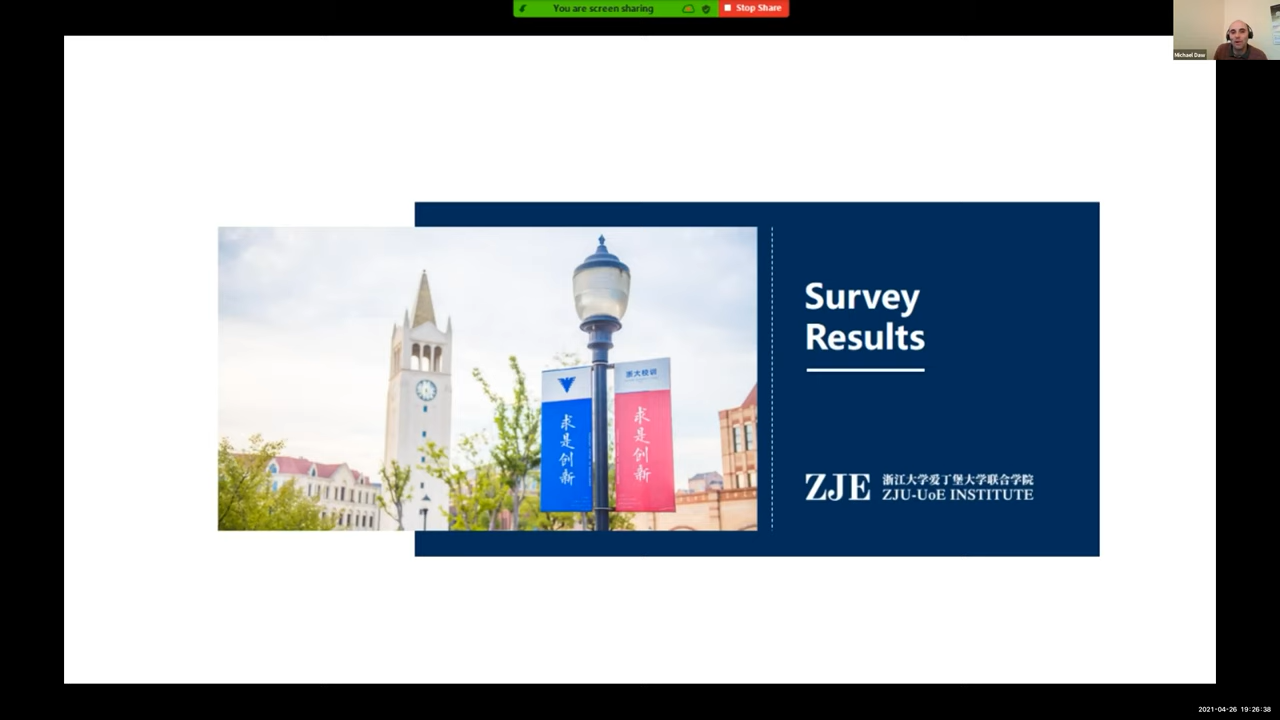 You are screen sharing
Stop Share
Michael Daw
浙大校训
求是创新
求是创新
Survey
Results
ZJE
浙江大学爱丁堡大学联合学院
ZJU-UoE INSTITUTE
2021-04-26 19:26:38